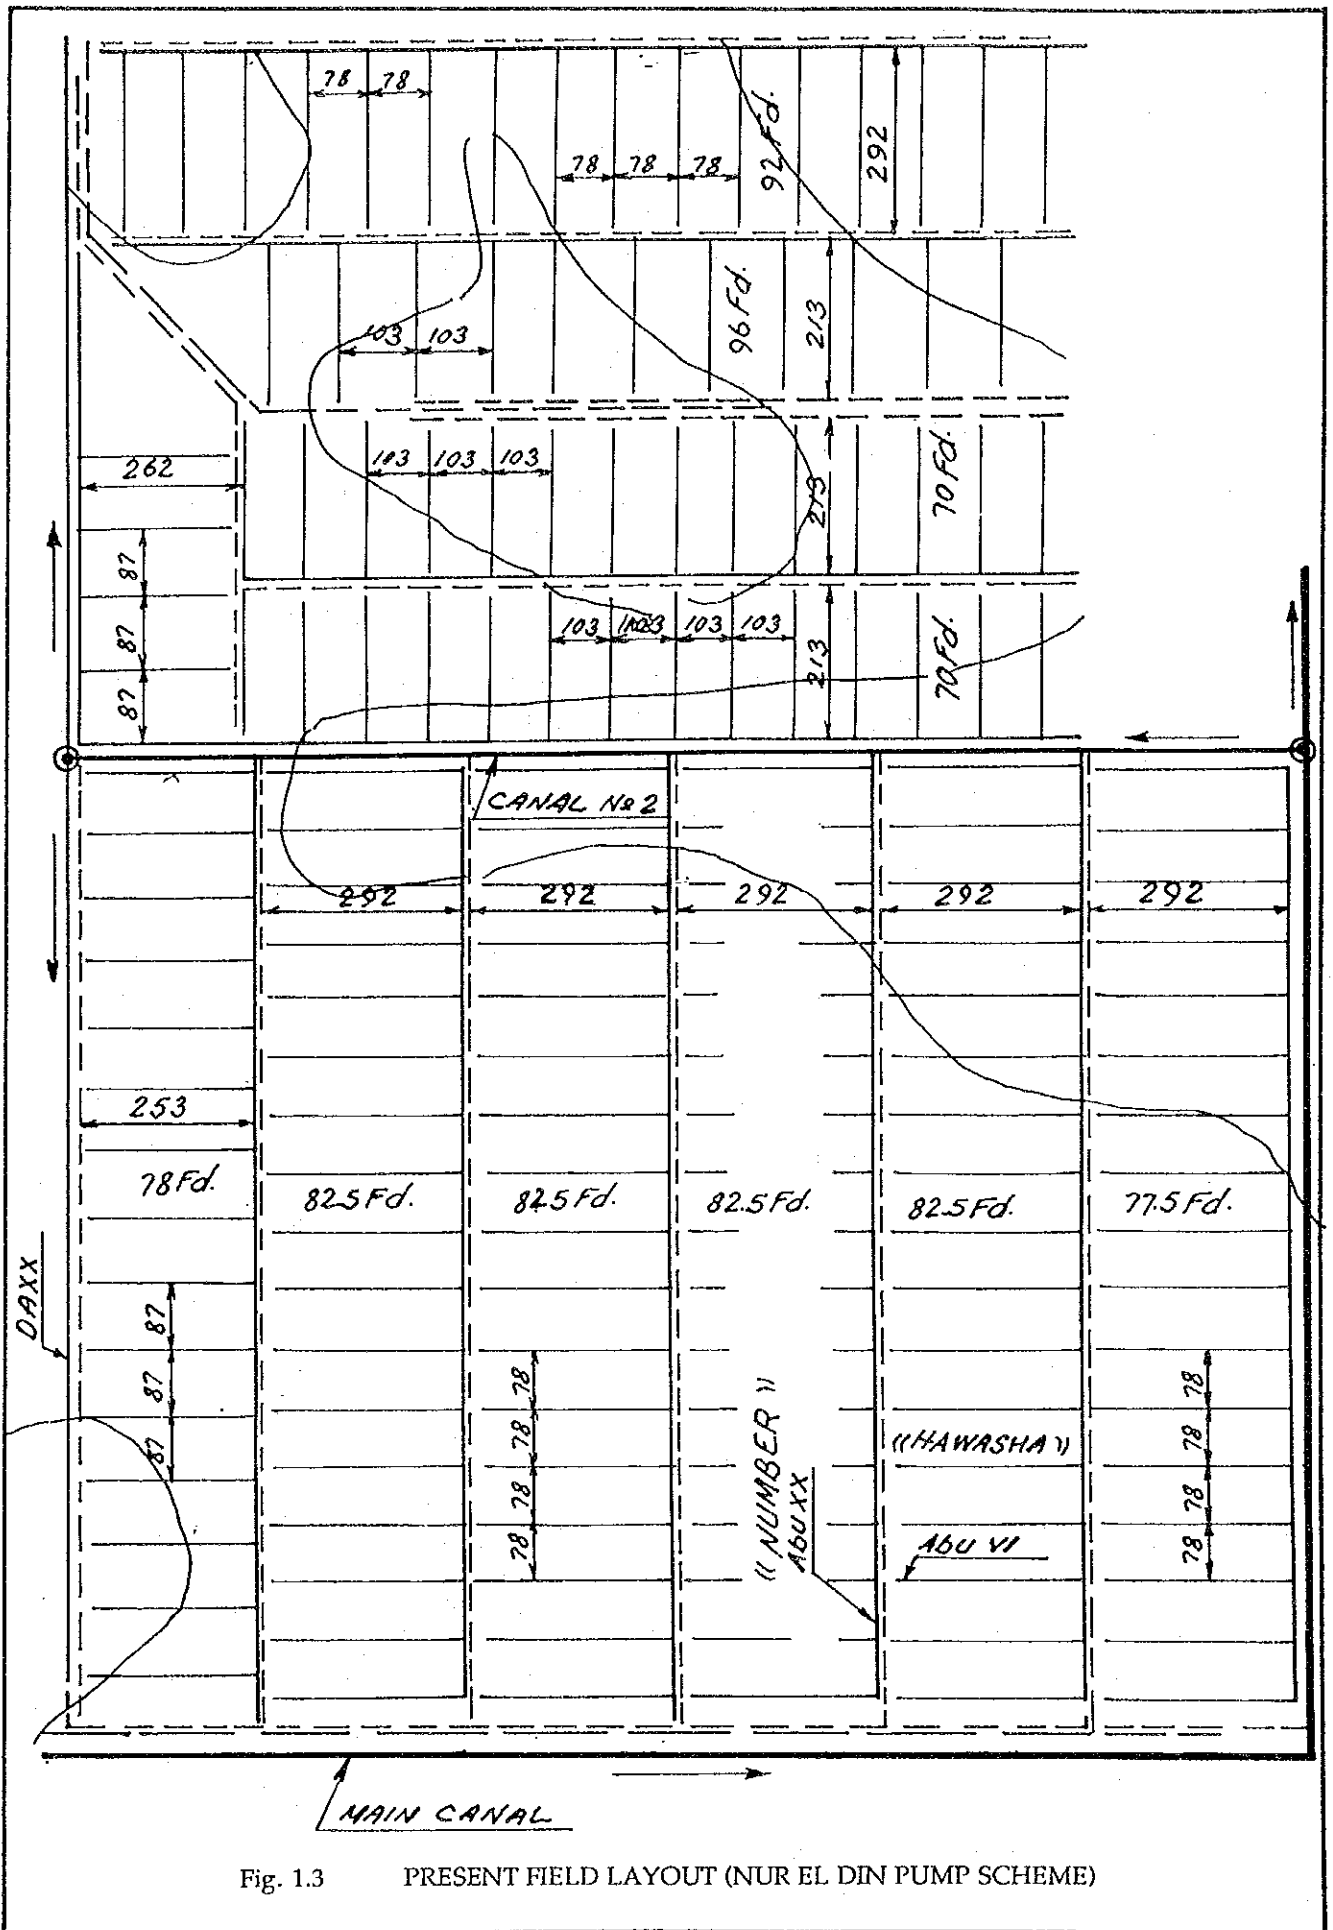 78 78
78 78 78
92 Fd.
292
103 103
96 Fd.
213
262
103 103 103
213
70 Fd.
87
87
87
103 103 103 103
213
70 Fd.
CANAL No 2
292 292 292 292 292
253
78 Fd. 82.5 Fd. 82.5 Fd. 82.5 Fd. 82.5 Fd. 77.5 Fd.
DAXX
87
87
87
78
78
78
78
"NUMBER"
Abu XX
"HAWASHA"
Abu VI
78
78
78
78
MAIN CANAL
Fig. 1.3 PRESENT FIELD LAYOUT (NUR EL DIN PUMP SCHEME)